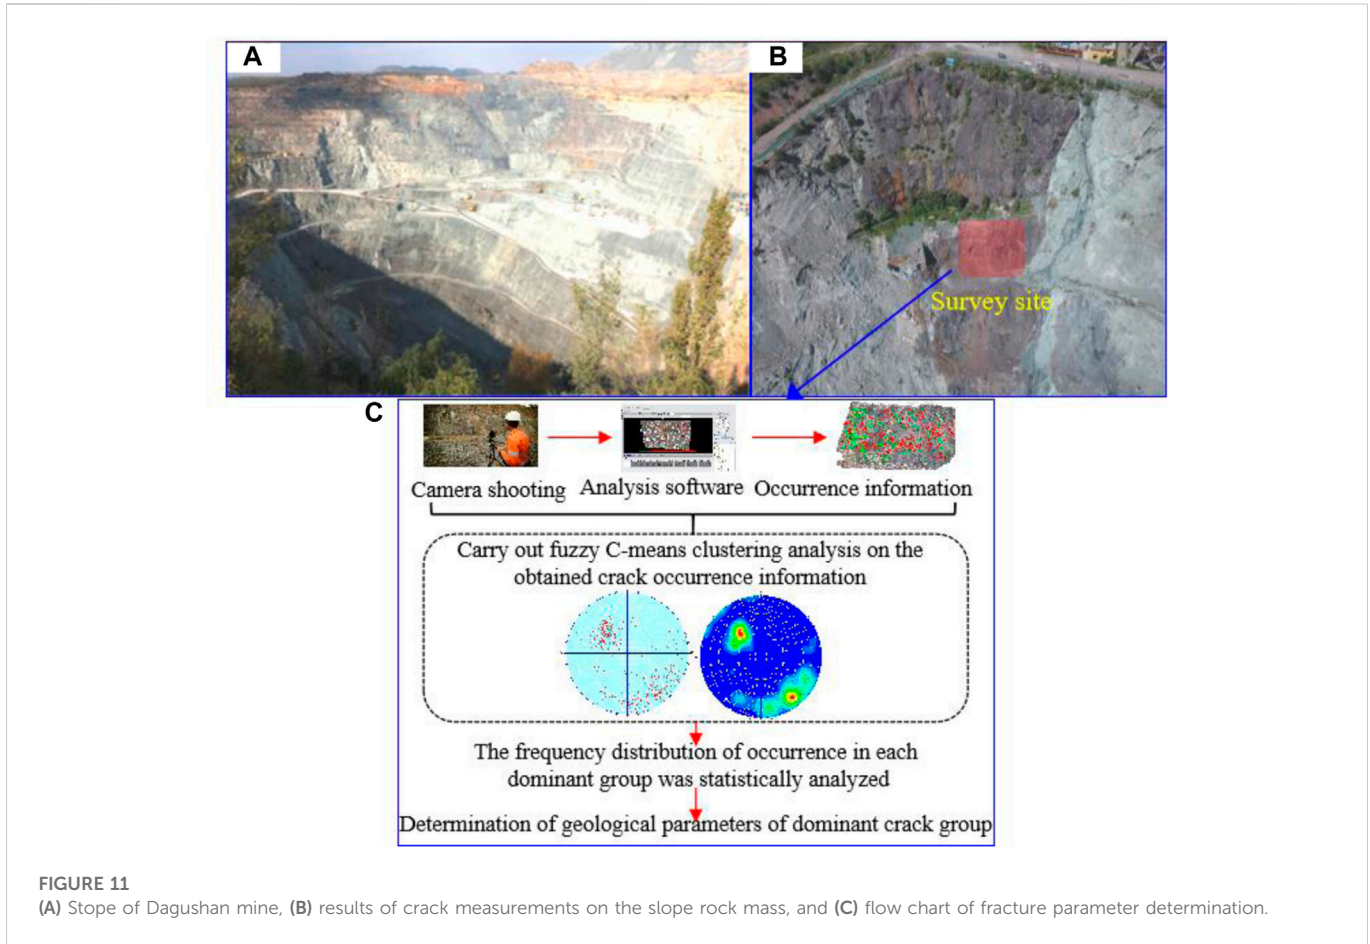 A
B
Survey site
C
Camera shooting
Analysis software
Occurrence information
Carry out fuzzy C-means clustering analysis on the
obtained crack occurrence information
The frequency distribution of occurrence in each
dominant group was statistically analyzed
Determination of geological parameters of dominant crack group
FIGURE 11
(A) Stope of Dagushan mine, (B) results of crack measurements on the slope rock mass, and (C) flow chart of fracture parameter determination.